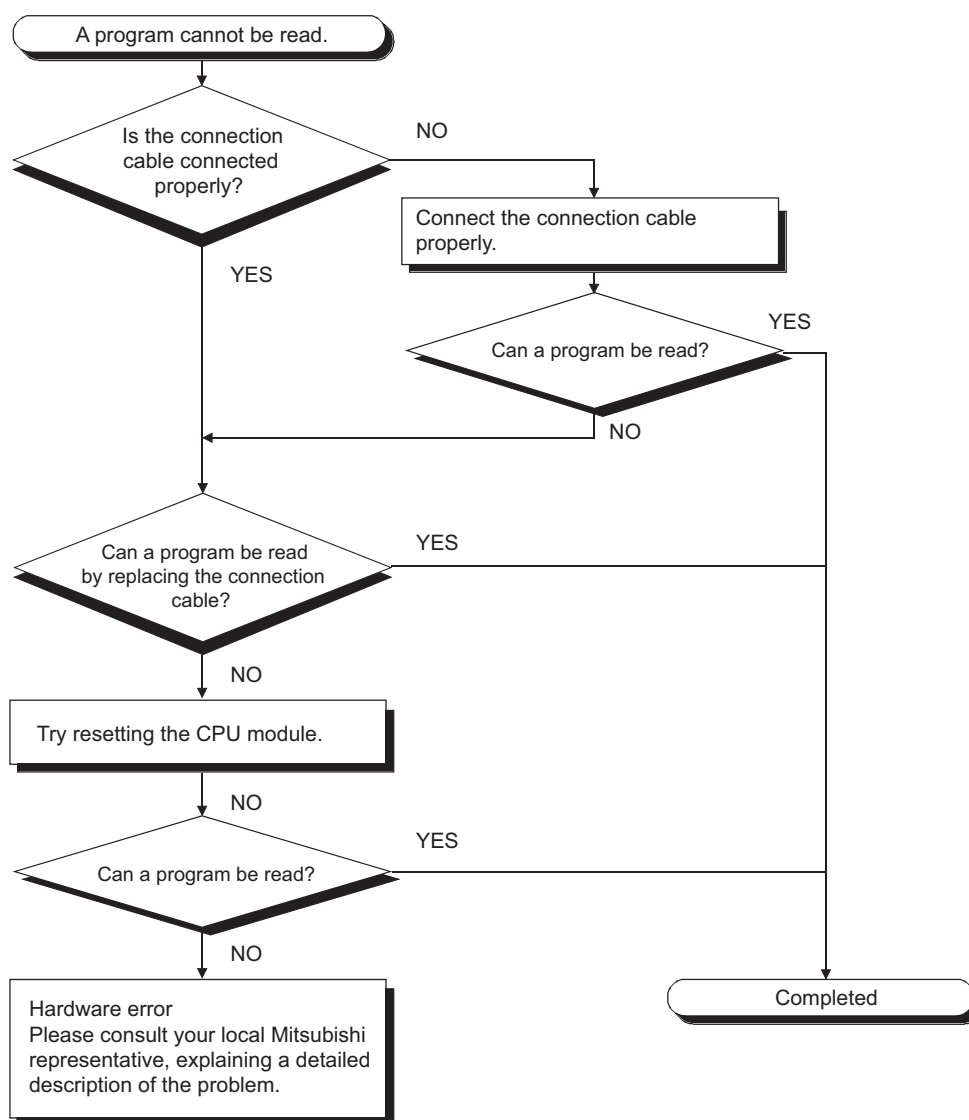 A program cannot be read.
Is the connection
cable connected
properly?
NO
Connect the connection cable
properly.
YES
Can a program be read?
YES
NO
Can a program be read
by replacing the connection
cable?
YES
NO
Try resetting the CPU module.
NO
Can a program be read?
YES
NO
Hardware error
Please consult your local Mitsubishi
representative, explaining a detailed
description of the problem.
Completed